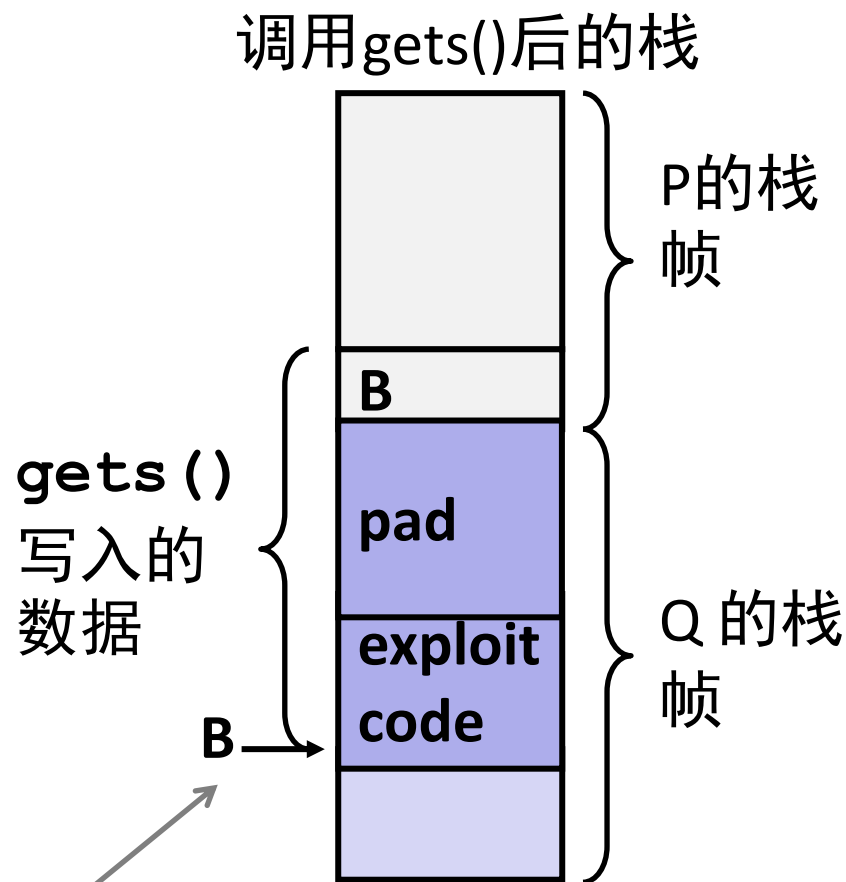 调用gets()后的栈
P的栈
帧
B
gets()
写入的
数据
pad
exploit
code
B
Q 的栈
帧